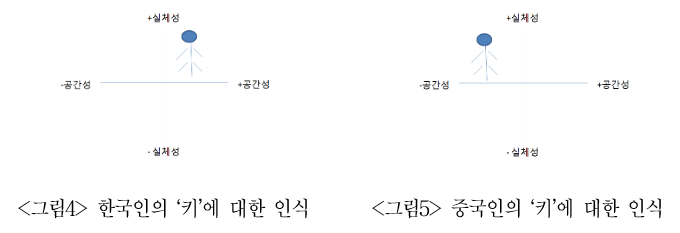 +실체성
-공간성
+공간성
- 실체성
<그림4> 한국인의 ‘키’에 대한 인식
+실체성
-공간성
+공간성
- 실체성
<그림5> 중국인의 ‘키’에 대한 인식